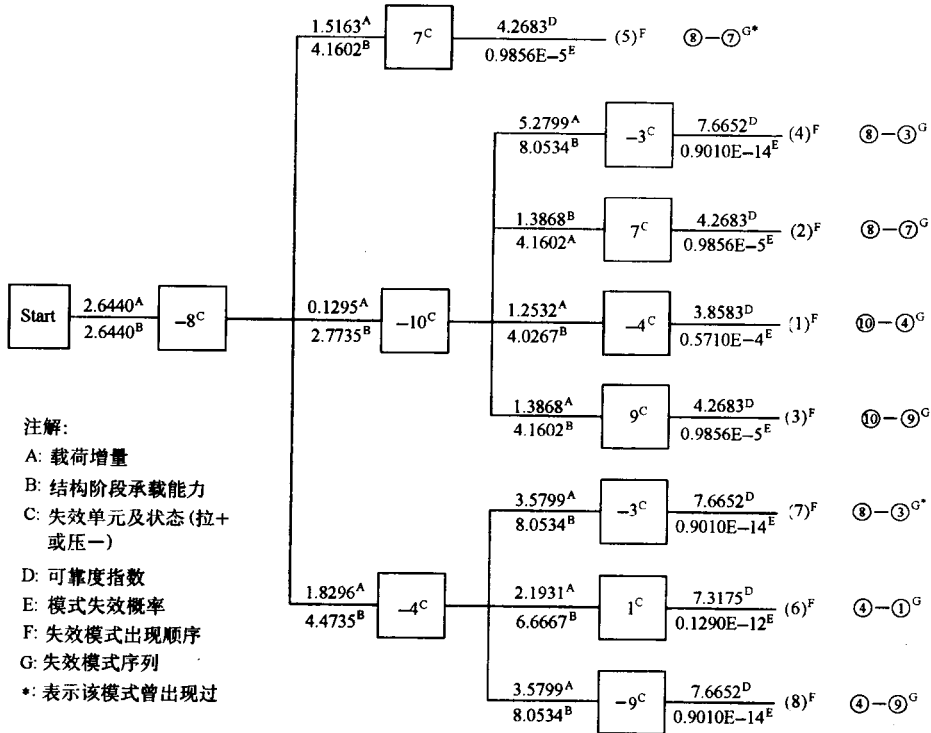 1.5163^A
4.1602^B
7^C
4.2683^D
0.9856E−5^E
(5)^F
⑧−⑦^G*
5.2799^A
8.0534^B
−3^C
7.6652^D
0.9010E−14^E
(4)^F
⑧−③^G
1.3868^B
4.1602^A
7^C
4.2683^D
0.9856E−5^E
(2)^F
⑧−⑦^G
Start
2.6440^A
2.6440^B
−8^C
0.1295^A
2.7735^B
−10^C
1.2532^A
4.0267^B
−4^C
3.8583^D
0.5710E−4^E
(1)^F
⑩−④^G
1.3868^A
4.1602^B
9^C
4.2683^D
0.9856E−5^E
(3)^F
⑩−⑨^G
3.5799^A
8.0534^B
−3^C
7.6652^D
0.9010E−14^E
(7)^F
⑧−③^G*
1.8296^A
4.4735^B
−4^C
2.1931^A
6.6667^B
1^C
7.3175^D
0.1290E−12^E
(6)^F
④−①^G
3.5799^A
8.0534^B
−9^C
7.6652^D
0.9010E−14^E
(8)^F
④−⑨^G
注解:
A: 载荷增量
B: 结构阶段承载能力
C: 失效单元及状态(拉+
或压−)
D: 可靠度指数
E: 模式失效概率
F: 失效模式出现顺序
G: 失效模式序列
*: 表示该模式曾出现过